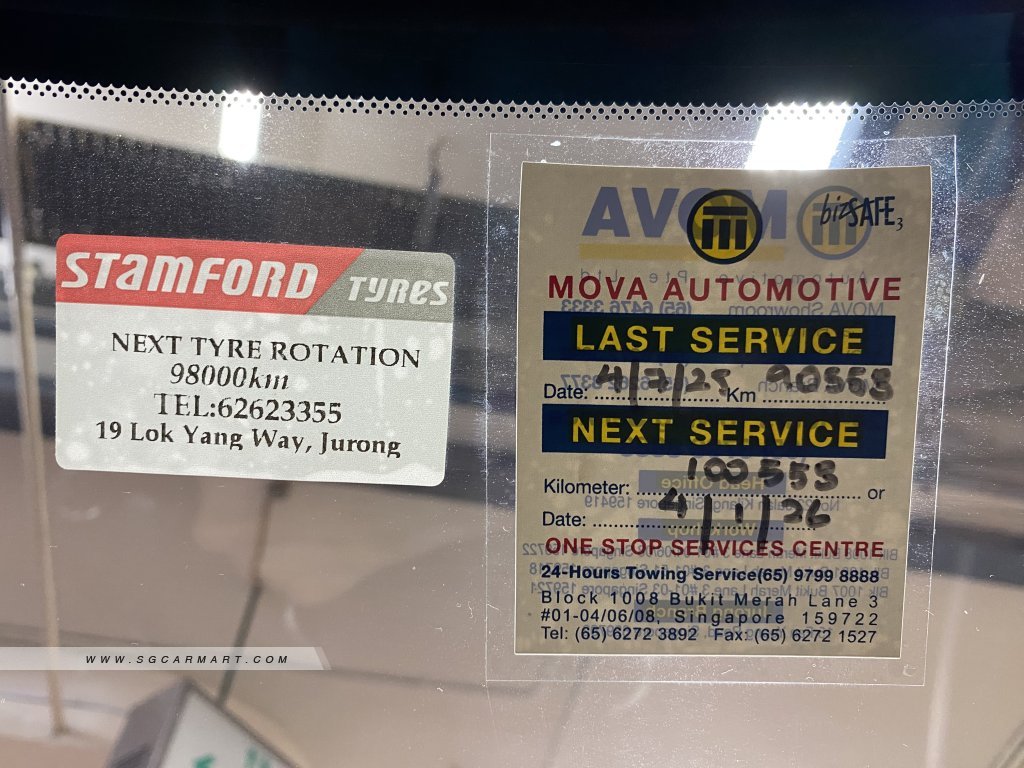 STAMFORD TYRES
NEXT TYRE ROTATION
98000km
TEL:62623355
19 Lok Yang Way, Jurong
bizSAFE3
MOVA AUTOMOTIVE
LAST SERVICE
Date: 4/7/25 Km 90553
NEXT SERVICE
Kilometer: 100553 or
Date: 4/1/26
ONE STOP SERVICES CENTRE
24-Hours Towing Service(65) 9799 8888
Block 1008 Bukit Merah Lane 3
#01-04/06/08, Singapore 159722
Tel: (65) 6272 3892 Fax: (65) 6272 1527
WWW.SGCARMART.COM